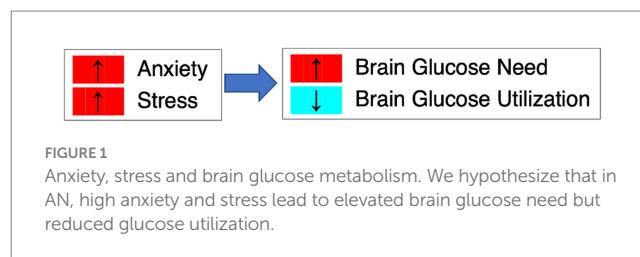 ↑ Anxiety
↑ Stress
↑ Brain Glucose Need
↓ Brain Glucose Utilization
FIGURE 1
Anxiety, stress and brain glucose metabolism. We hypothesize that in
AN, high anxiety and stress lead to elevated brain glucose need but
reduced glucose utilization.